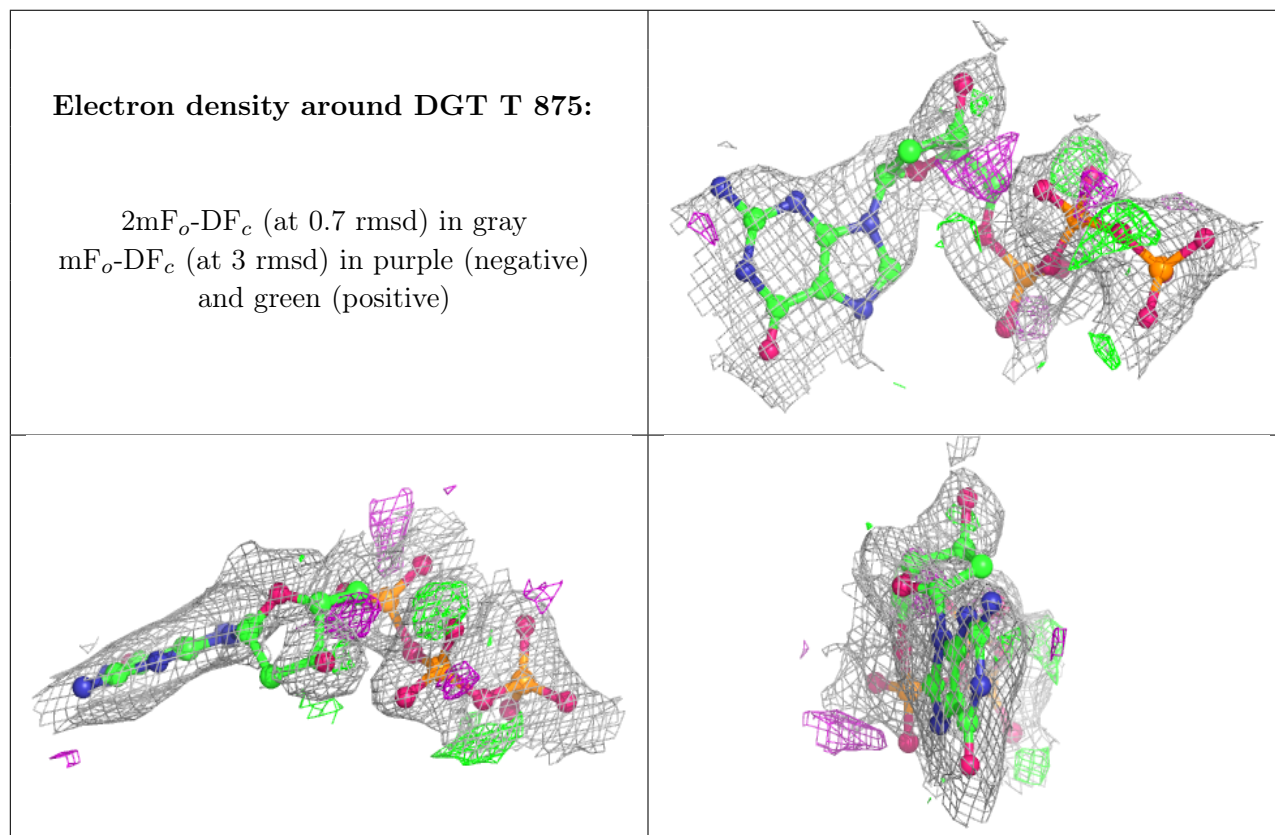 Electron density around DGT T 875:
2mFo-DFc (at 0.7 rmsd) in gray
mFo-DFc (at 3 rmsd) in purple (negative)
and green (positive)